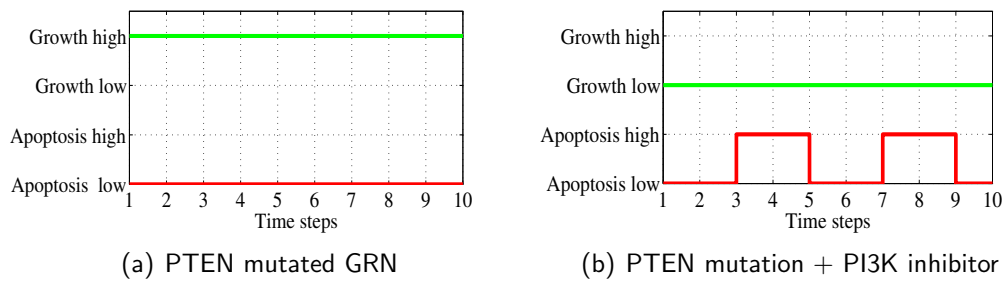 Growth high
Growth low
Apoptosis high
Apoptosis low
1 2 3 4 5 6 7 8 9 10
Time steps
(a) PTEN mutated GRN
Growth high
Growth low
Apoptosis high
Apoptosis low
1 2 3 4 5 6 7 8 9 10
Time steps
(b) PTEN mutation + PI3K inhibitor